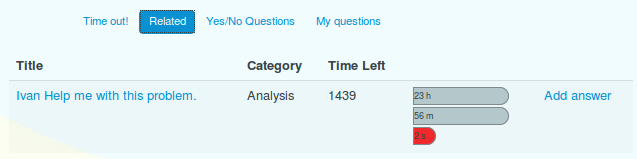 Time out! Related Yes/No Questions My questions
Title Category Time Left
Ivan Help me with this problem. Analysis 1439 23 h Add answer
56 m
2 s